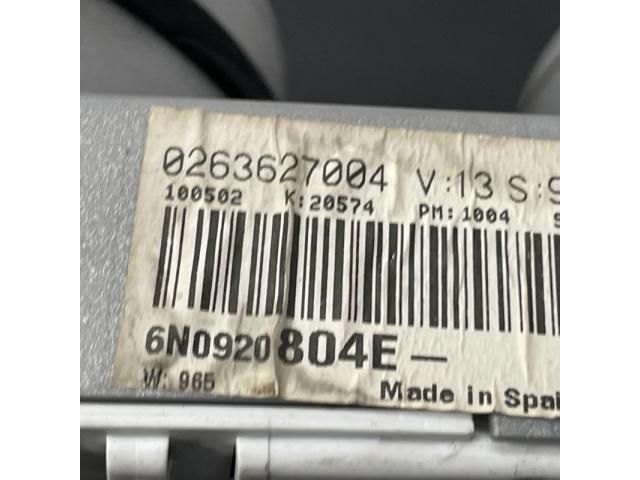 0263627004 V:13 S:9
100502 K:20574 PM:1004 S
6N0920804E –
W: 965 Made in Spai